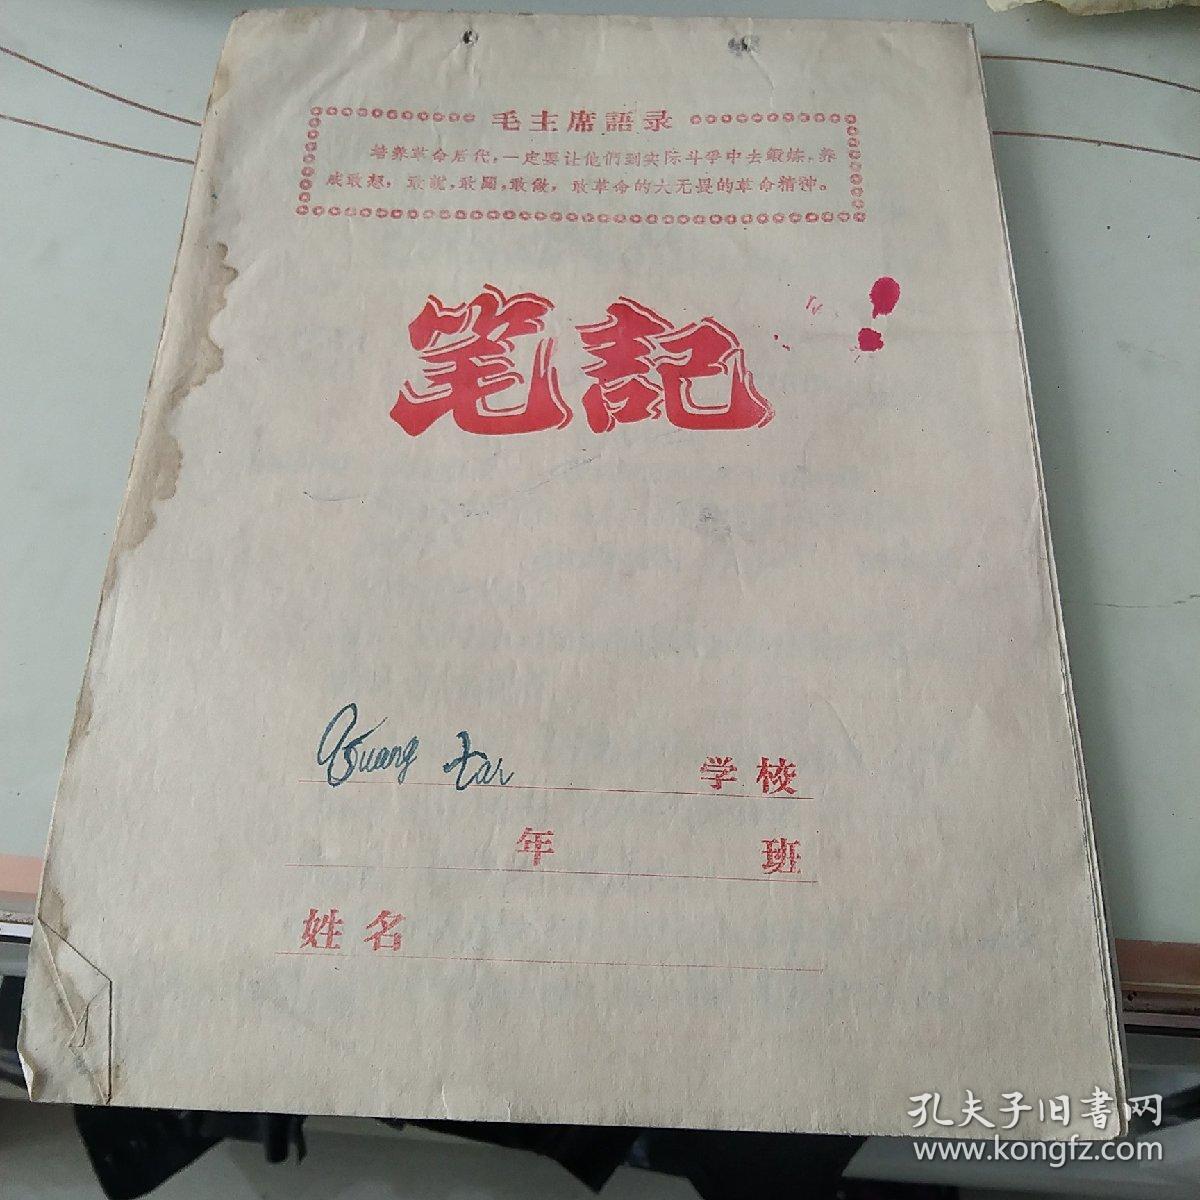 毛主席語录
培养革命后代，一定要让他們到实际斗爭中去鍛炼，养
成敢想，敢説，敢闖，敢做，敢革命的大无畏的革命精神。
笔記
Guang tar 学校
年 班
姓名
孔夫子旧書网
www.kongfz.com